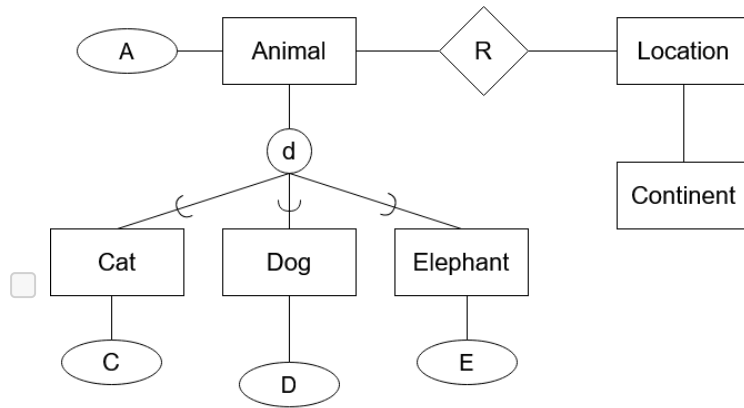 A
Animal
R
Location
d
Continent
Cat
Dog
Elephant
C
D
E